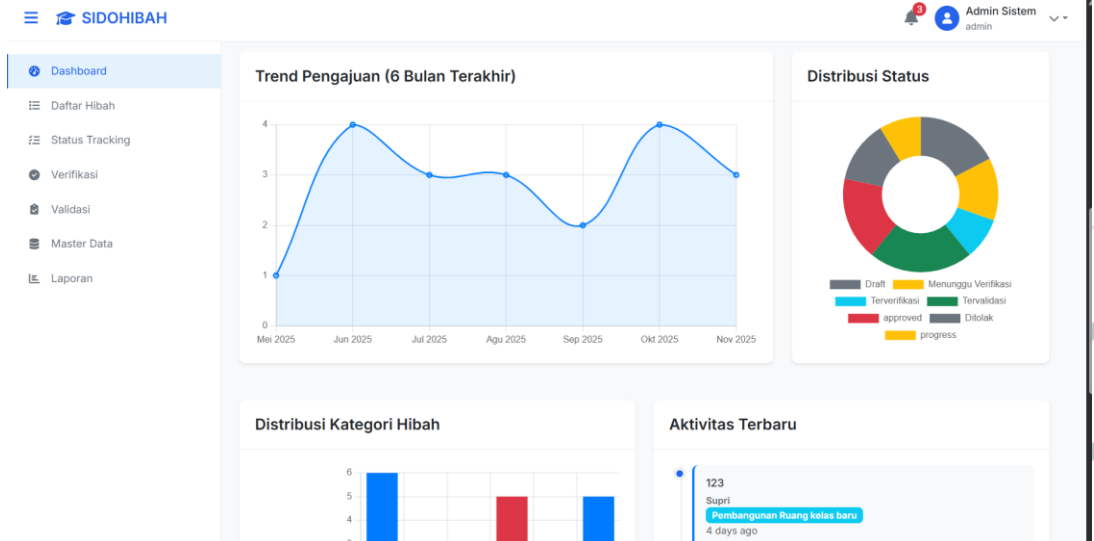 SIDOHIBAH
3
Admin Sistem
admin
Dashboard
Daftar Hibah
Status Tracking
Verifikasi
Validasi
Master Data
Laporan
Trend Pengajuan (6 Bulan Terakhir)
4
3
2
1
0
Mei 2025 Jun 2025 Jul 2025 Agu 2025 Sep 2025 Okt 2025 Nov 2025
Distribusi Status
Draft Menunggu Verifikasi
Terverifikasi Tervalidasi
approved Ditolak
progress
Distribusi Kategori Hibah
6
5
4
Aktivitas Terbaru
123
Supri
Pembangunan Ruang kelas baru
4 days ago